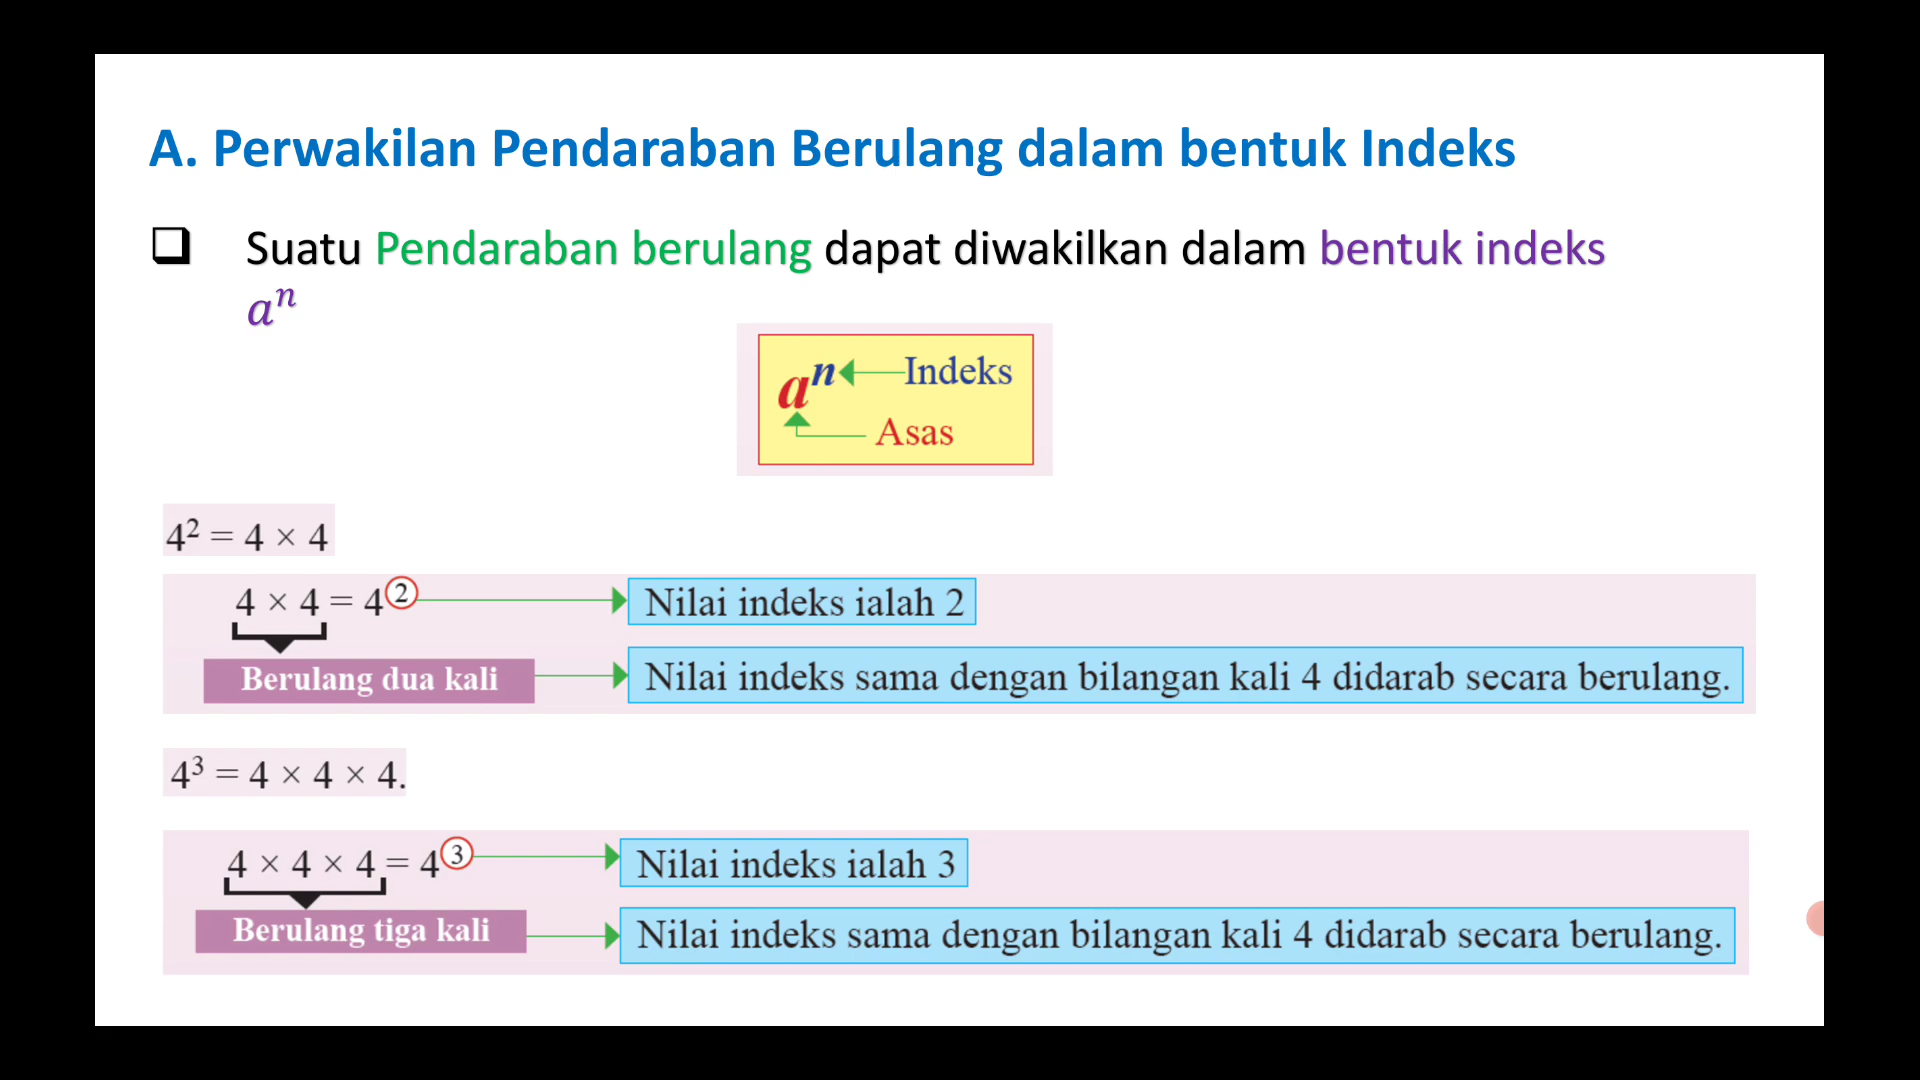 A. Perwakilan Pendaraban Berulang dalam bentuk Indeks
Suatu Pendaraban berulang dapat diwakilkan dalam bentuk indeks
aⁿ
aⁿ Indeks
Asas
4² = 4 × 4
4 × 4 = 4² Nilai indeks ialah 2
Berulang dua kali Nilai indeks sama dengan bilangan kali 4 didarab secara berulang.
4³ = 4 × 4 × 4.
4 × 4 × 4 = 4³ Nilai indeks ialah 3
Berulang tiga kali Nilai indeks sama dengan bilangan kali 4 didarab secara berulang.